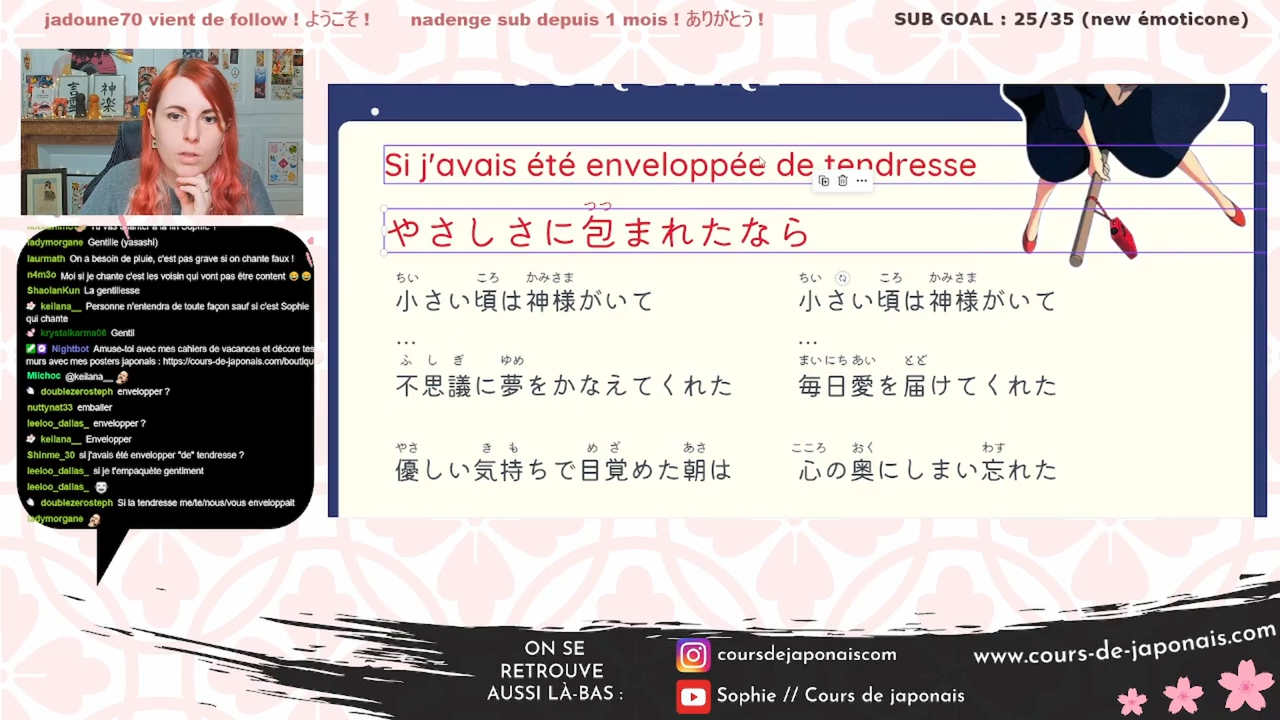 jadoune70 vient de follow ! ようこそ !
nadenge sub depuis 1 mois ! ありがとう !
SUB GOAL : 25/35 (new émoticone)
言語
神楽
Si j'avais été enveloppée de tendresse
つつ
やさしさに包まれたなら
ちい ころ かみさま
小さい頃は神様がいて
...
ふ し ぎ ゆめ
不思議に夢をかなえてくれた
やさ き も め ざ あさ
優しい気持ちで目覚めた朝は
ちい ころ かみさま
小さい頃は神様がいて
...
まいにち あい とど
毎日愛を届けてくれた
こころ おく わす
心の奥にしまい忘れた
ladymorgane Gentille (yasashi)
laurmath On a besoin de pluie, c'est pas grave si on chante faux !
n4m3o Moi si je chante c'est les voisin qui vont pas être content
ShaolanKun La gentillesse
keilana__ Personne n'entendra de toute façon sauf si c'est Sophie
qui chante
krystalkarma06 Gentil
Nightbot Amuse-toi avec mes cahiers de vacances et décore tes
murs avec mes posters japonais : https://cours-de-japonais.com/boutiqu
Milchoc @keilana__
doublezerosteph envelopper ?
nuttynat33 emballer
leeloo_dallas_ envelopper ?
keilana__ Envelopper
Shinme_30 si j'avais été envelopper "de" tendresse ?
leeloo_dallas_ si je t'empaquète gentiment
leeloo_dallas_
doublezerosteph Si la tendresse me/te/nous/vous enveloppait
ladymorgane
ON SE
RETROUVE
AUSSI LÀ-BAS :
coursdejaponaiscom
Sophie // Cours de japonais
www.cours-de-japonais.com